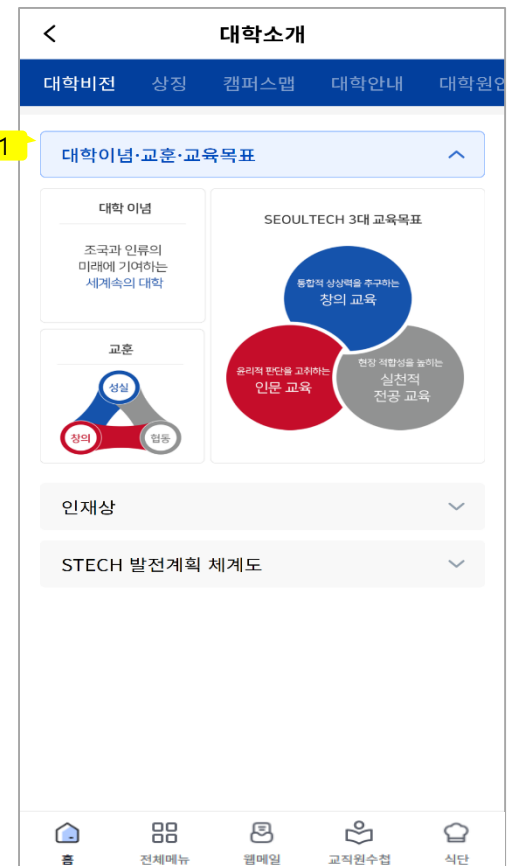 대학소개
대학비전 상징 캠퍼스맵 대학안내 대학원안
1
대학이념·교훈·교육목표
대학 이념
조국과 인류의
미래에 기여하는
세계속의 대학
교훈
성실
창의
협동
SEOULTECH 3대 교육목표
통합적 상상력을 추구하는
창의 교육
윤리적 판단을 고취하는
인문 교육
현장 적합성을 높이는
실천적
전공 교육
인재상
STECH 발전계획 체계도
홈 전체메뉴 웹메일 교직원수첩 식단